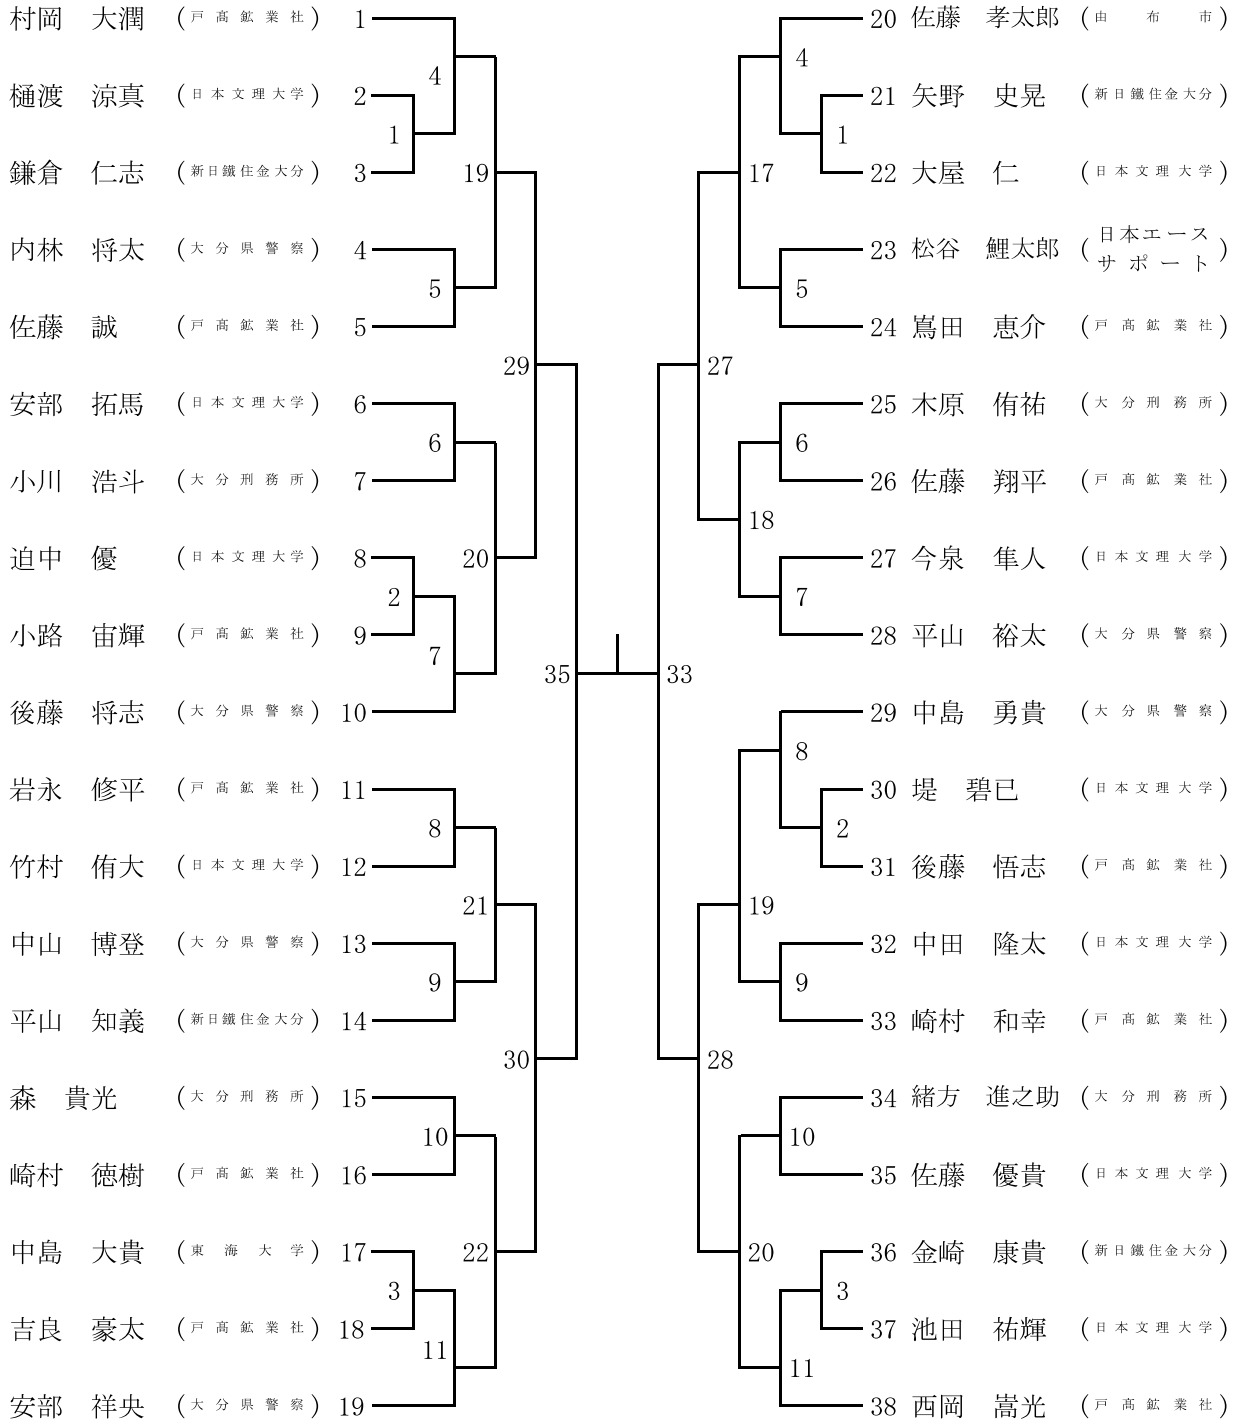 村岡 大潤 (戸髙鉱業社) 1
樋渡 涼真 (日本文理大学) 2
鎌倉 仁志 (新日鐵住金大分) 3
内林 将太 (大分県警察) 4
佐藤 誠 (戸髙鉱業社) 5
安部 拓馬 (日本文理大学) 6
小川 浩斗 (大分刑務所) 7
迫中 優 (日本文理大学) 8
小路 宙輝 (戸髙鉱業社) 9
後藤 将志 (大分県警察) 10
岩永 修平 (戸髙鉱業社) 11
竹村 侑大 (日本文理大学) 12
中山 博登 (大分県警察) 13
平山 知義 (新日鐵住金大分) 14
森 貴光 (大分刑務所) 15
崎村 徳樹 (戸髙鉱業社) 16
中島 大貴 (東海大学) 17
吉良 豪太 (戸髙鉱業社) 18
安部 祥央 (大分県警察) 19
1
2
3
4
5
6
7
8
9
10
11
19
20
21
22
29
30
35
33
27
28
17
18
19
20
4
5
6
7
8
9
10
11
1
2
3
20 佐藤 孝太郎 (由布市)
21 矢野 史晃 (新日鐵住金大分)
22 大屋 仁 (日本文理大学)
23 松谷 鯉太郎 (日本エース
サポート)
24 嶌田 恵介 (戸髙鉱業社)
25 木原 侑祐 (大分刑務所)
26 佐藤 翔平 (戸髙鉱業社)
27 今泉 隼人 (日本文理大学)
28 平山 裕太 (大分県警察)
29 中島 勇貴 (大分県警察)
30 堤 碧已 (日本文理大学)
31 後藤 悟志 (戸髙鉱業社)
32 中田 隆太 (日本文理大学)
33 崎村 和幸 (戸髙鉱業社)
34 緒方 進之助 (大分刑務所)
35 佐藤 優貴 (日本文理大学)
36 金崎 康貴 (新日鐵住金大分)
37 池田 祐輝 (日本文理大学)
38 西岡 嵩光 (戸髙鉱業社)